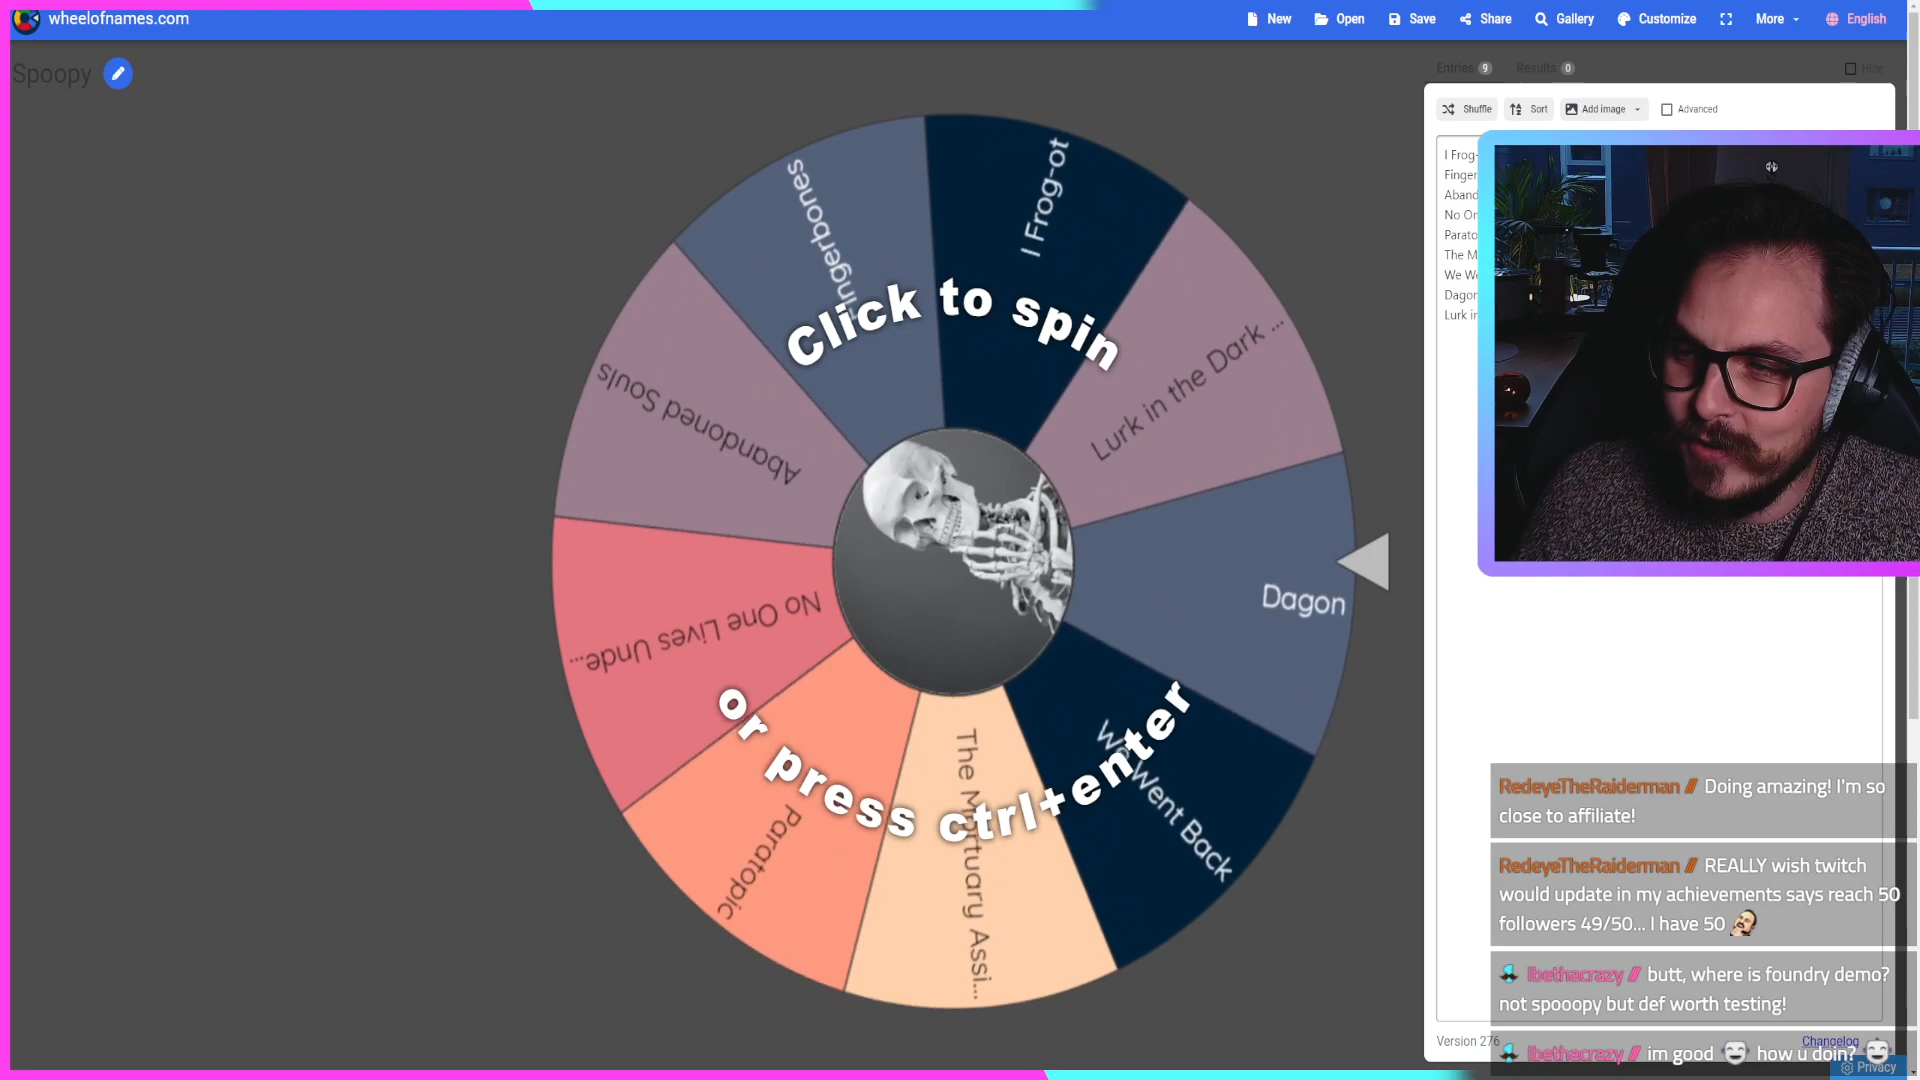 wheelofnames.com
New
Open
Save
Share
Gallery
Customize
More
English
Spoopy
Entries 9
Results 0
Hide
Shuffle
Sort
Add image
Advanced
I Frog-
Finger
Aband
No On
Parato
The M
We We
Dagon
Lurk in
Fingerbones
I Frog-ot
Lurk in the Dark ...
Dagon
We Went Back
The Mortuary Assi...
Paratopic
No One Lives Unde...
Abandoned Souls
Click to spin
or press ctrl+enter
RedeyeTheRaiderman // Doing amazing! I'm so
close to affiliate!
RedeyeTheRaiderman // REALLY wish twitch
would update in my achievements says reach 50
followers 49/50... I have 50
lbethacrazy // butt, where is foundry demo?
not spooopy but def worth testing!
lbethacrazy // im good how u doin?
Version 276
Changelog
Privacy